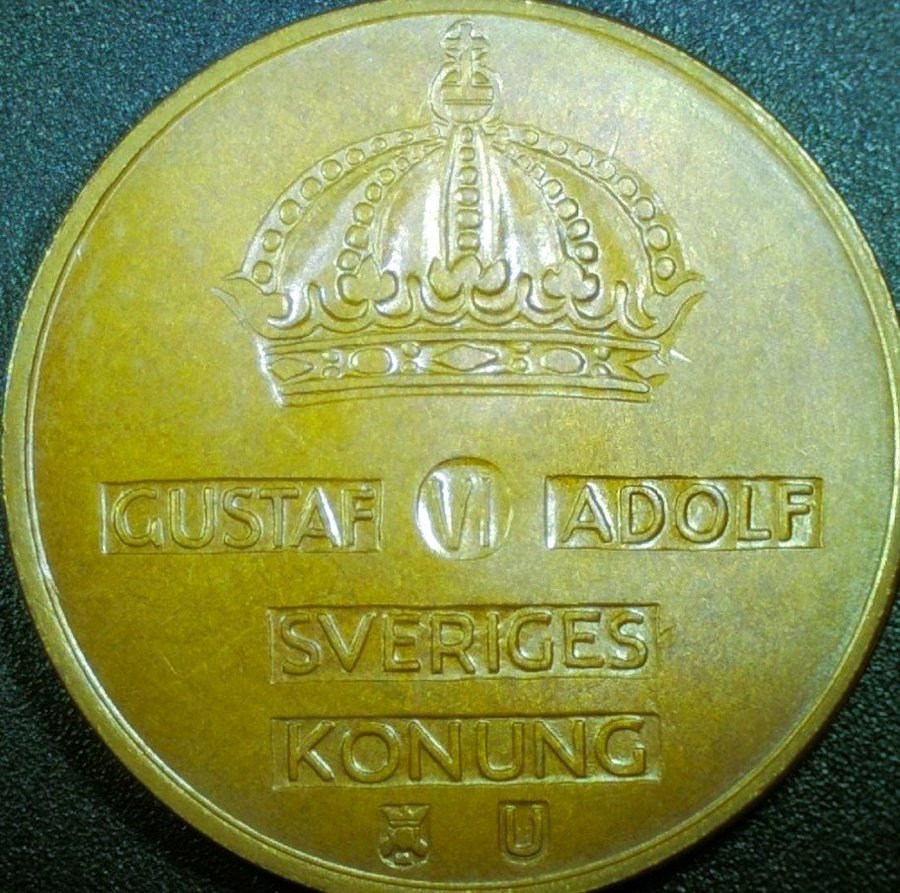 GUSTAF VI ADOLF
SVERIGES
KONUNG
U